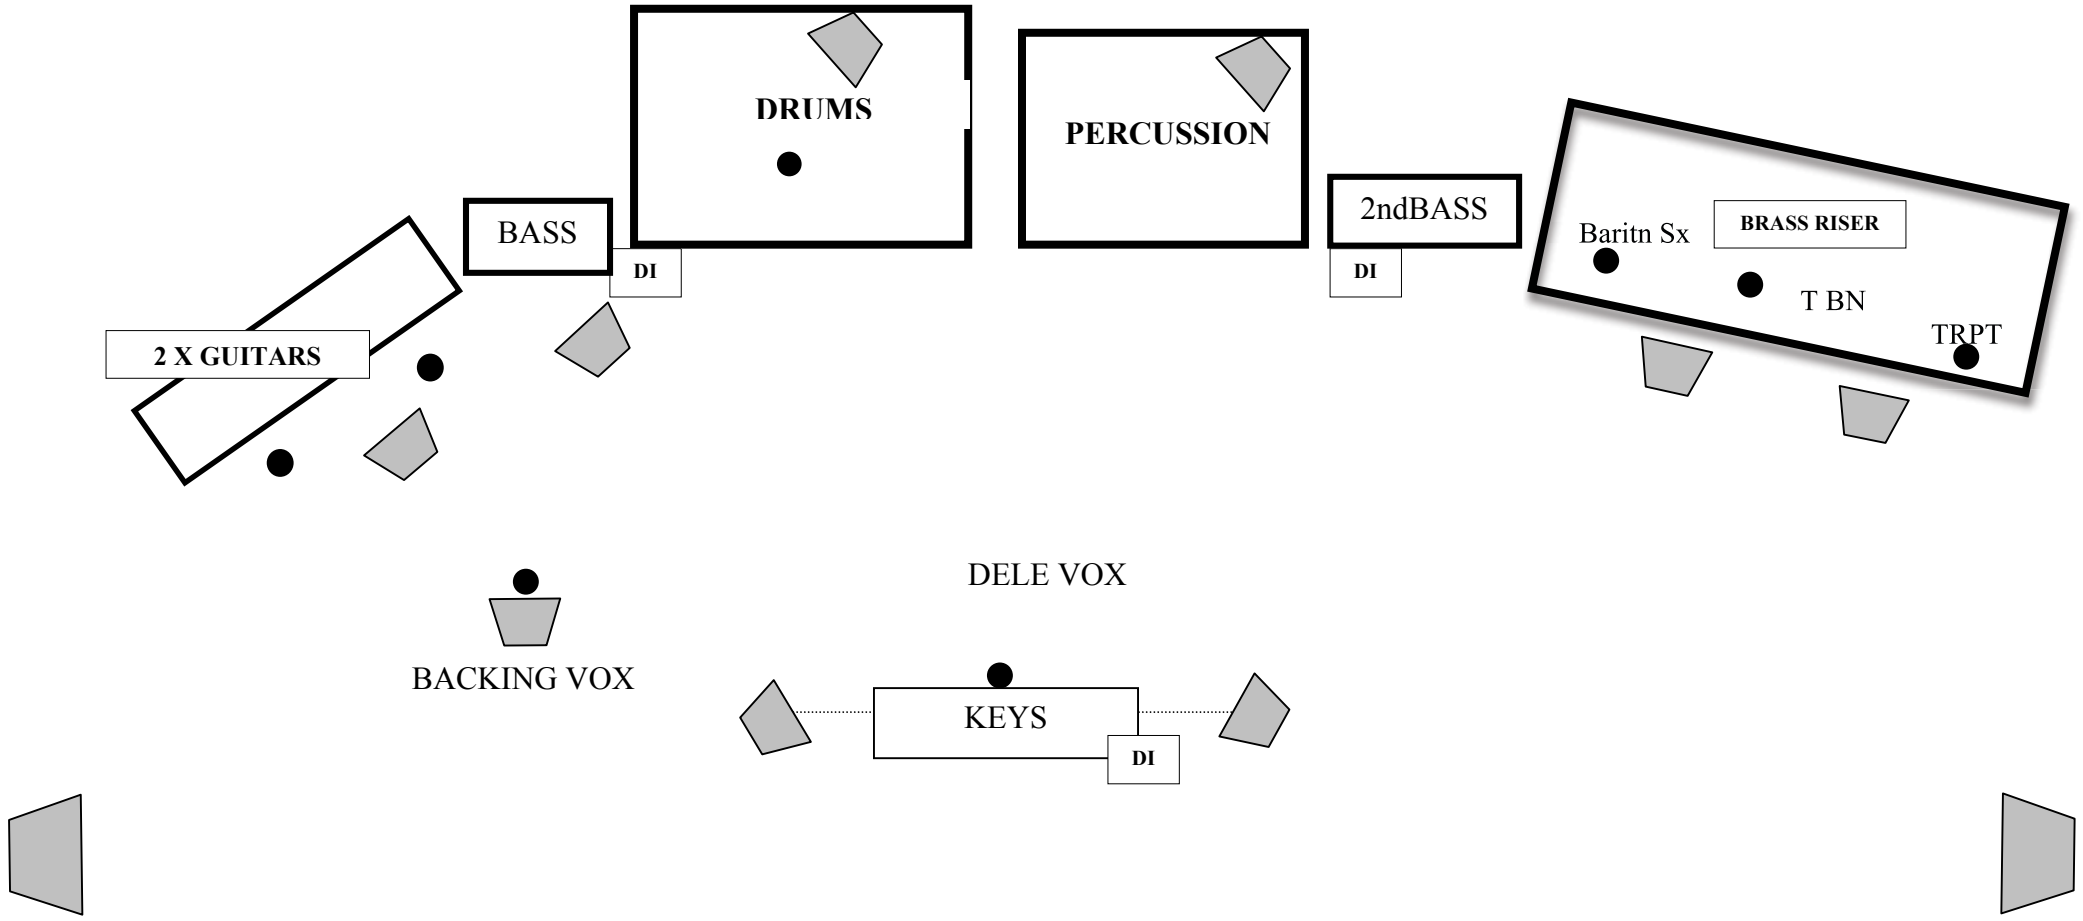 DRUMS
PERCUSSION
2ndBASS
BASS
BRASS RISER
Baritn Sx
DI
DI
T BN
TRPT
2 X GUITARS
DELE VOX
BACKING VOX
KEYS
DI